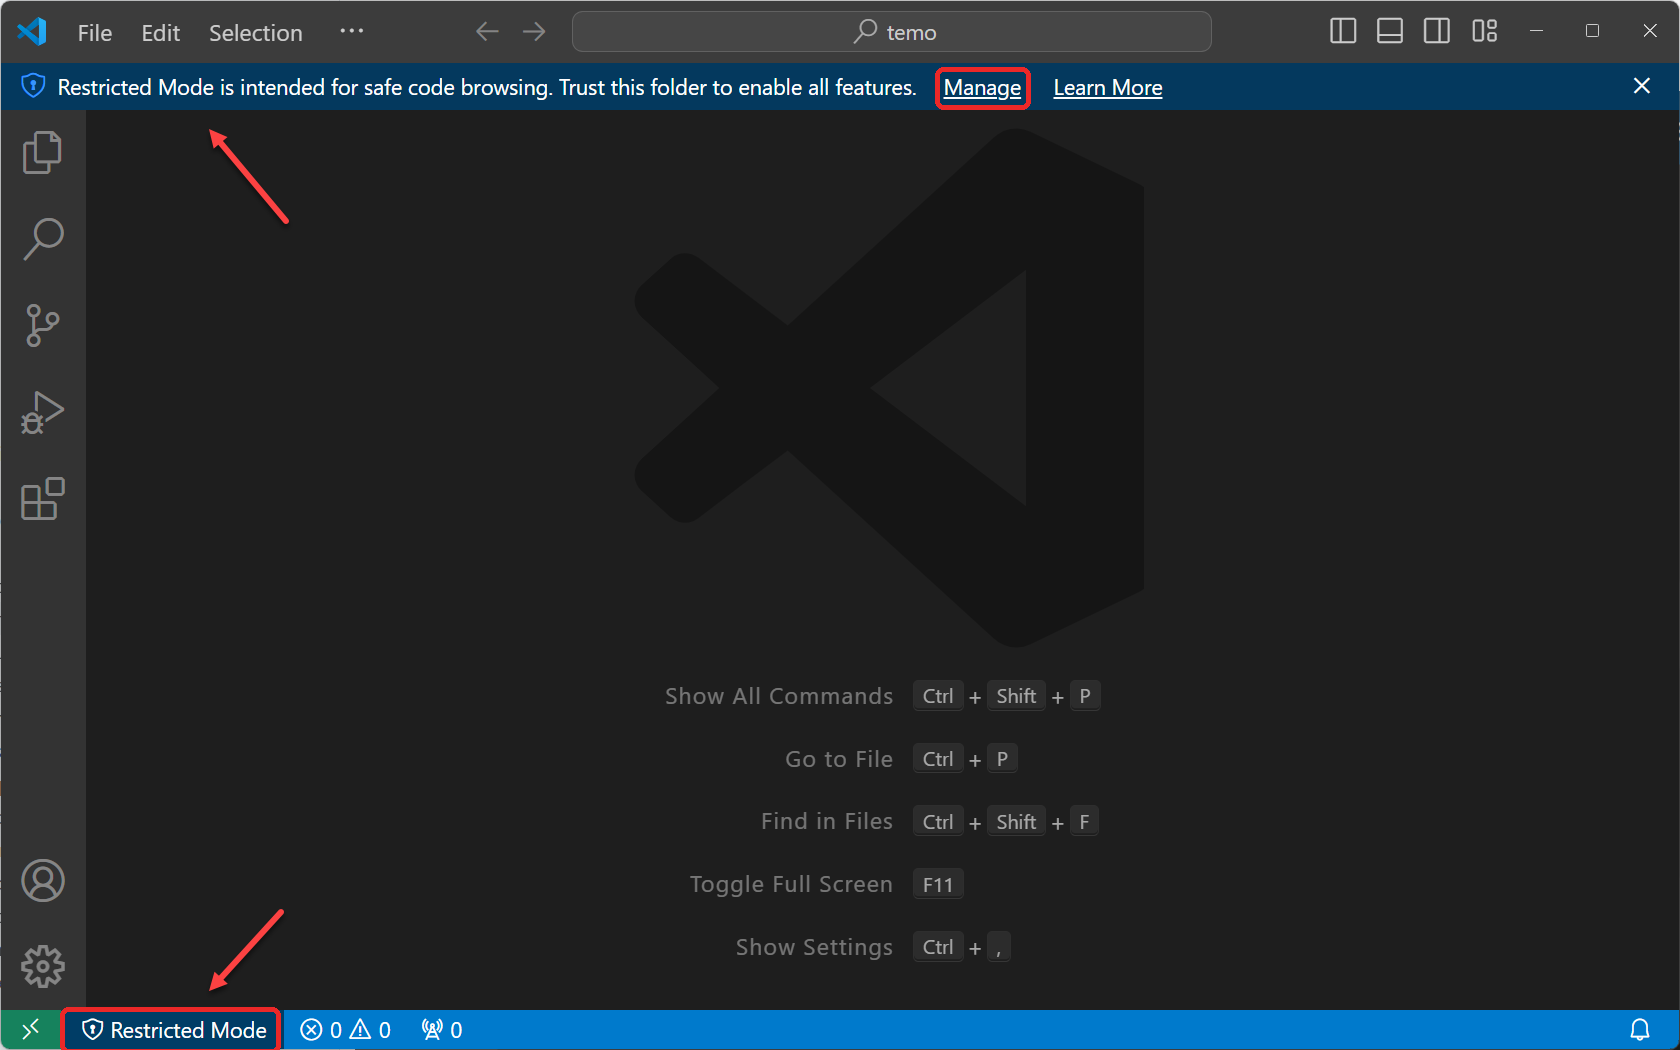 File Edit Selection ··· temo
Restricted Mode is intended for safe code browsing. Trust this folder to enable all features. Manage Learn More
Show All Commands Ctrl + Shift + P
Go to File Ctrl + P
Find in Files Ctrl + Shift + F
Toggle Full Screen F11
Show Settings Ctrl + ,
Restricted Mode 0 0 0